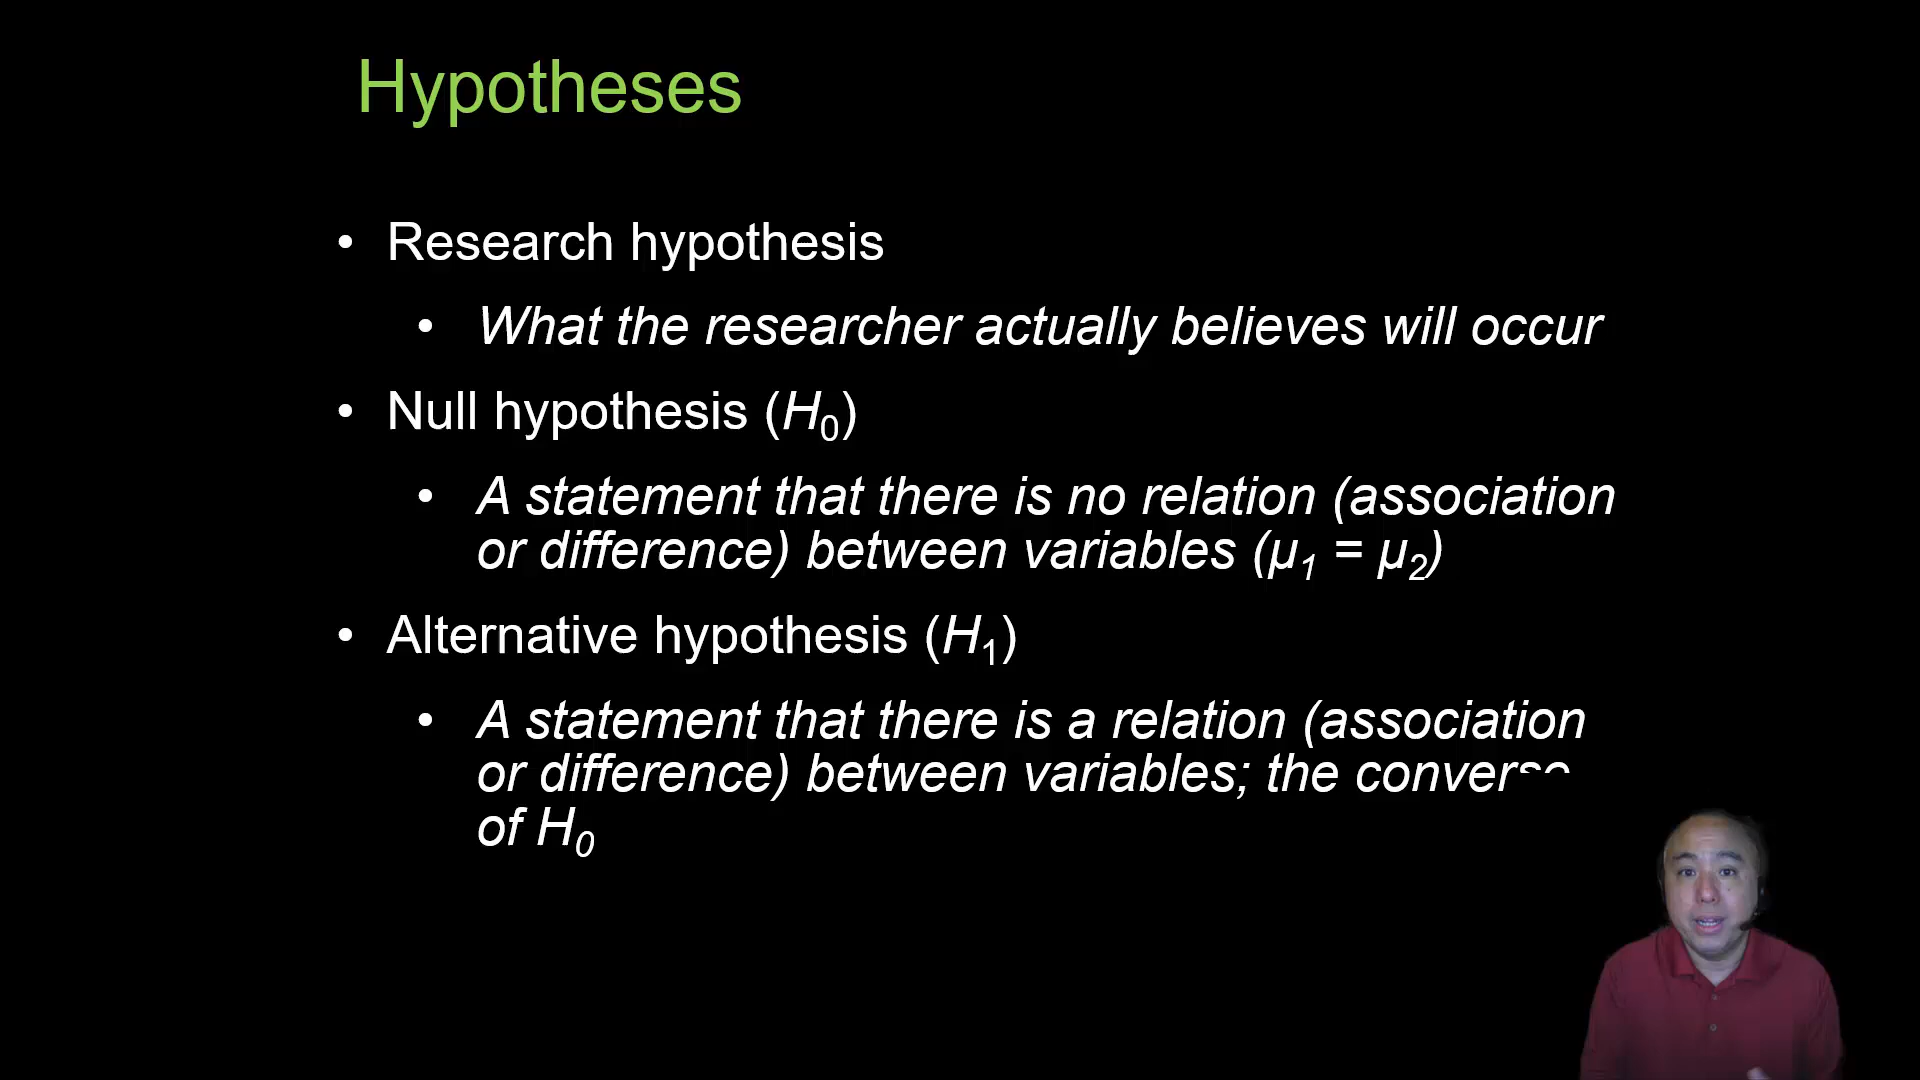 Hypotheses
• Research hypothesis
• What the researcher actually believes will occur
• Null hypothesis (H₀)
• A statement that there is no relation (association
or difference) between variables (μ₁ = μ₂)
• Alternative hypothesis (H₁)
• A statement that there is a relation (association
or difference) between variables; the converse
of H₀